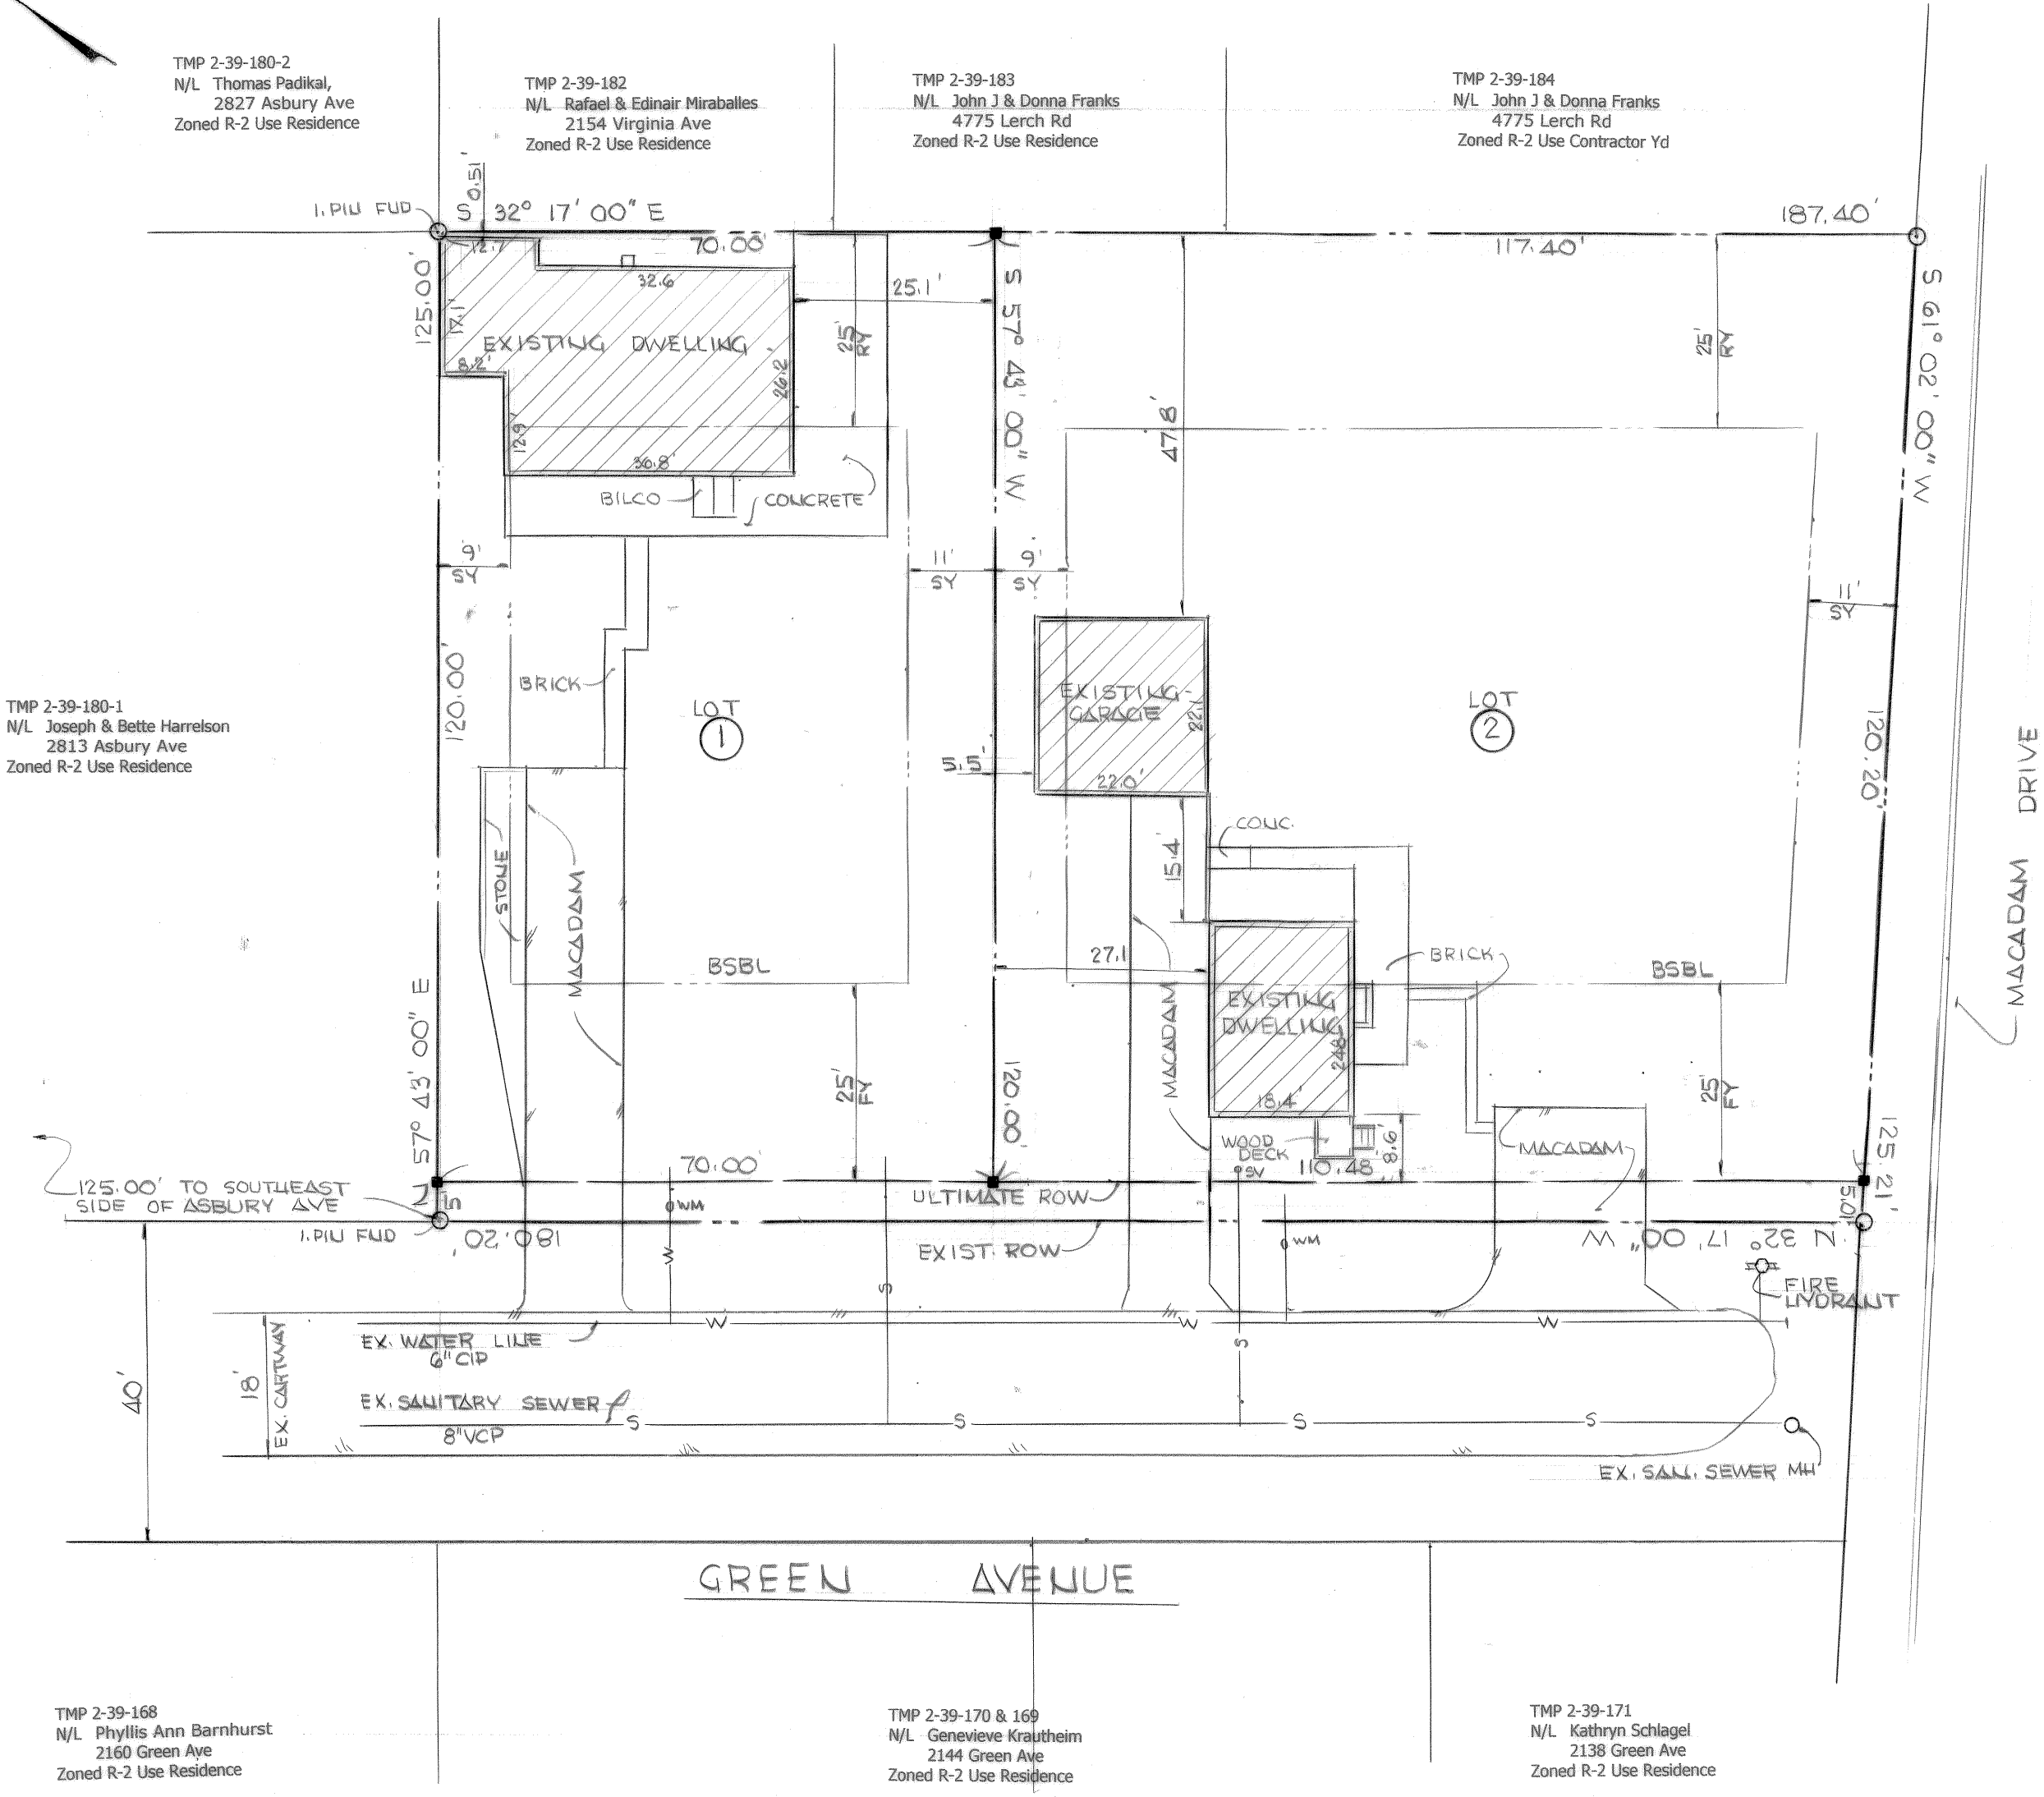 TMP 2-39-180-2
N/L Thomas Padikal,
2827 Asbury Ave
Zoned R-2 Use Residence
TMP 2-39-182
N/L Rafael & Edinair Miraballes
2154 Virginia Ave
Zoned R-2 Use Residence
TMP 2-39-183
N/L John J & Donna Franks
4775 Lerch Rd
Zoned R-2 Use Residence
TMP 2-39-184
N/L John J & Donna Franks
4775 Lerch Rd
Zoned R-2 Use Contractor Yd
0.51'
I. PIN FND
S 32° 17' 00" E
187.40'
12.7'
70.00'
117.40'
125.00'
17.1'
32.6
25.1'
S 57° 43' 00" W
25'
RY
25'
RY
S 61° 02' 00" W
EXISTING DWELLING
8.2'
26.2
12.9'
36.8'
47.8'
BILCO
CONCRETE
9'
SY
11'
SY
9'
SY
11'
SY
120.00'
BRICK
LOT
1
EXISTING
GARAGE
22.1
22.0'
5.5'
LOT
2
120.20'
MACADAM DRIVE
TMP 2-39-180-1
N/L Joseph & Bette Harrelson
2813 Asbury Ave
Zoned R-2 Use Residence
STONE
MACADAM
CONC.
15.4'
27.1
BSBL
BRICK
BSBL
N 57° 43' 00" E
MACADAM
EXISTING
DWELLING
24.8'
18.4'
25'
FY
120.00'
25'
FY
WOOD
DECK
8.6'
MACADAM
125.21'
125.00' TO SOUTHEAST
SIDE OF ASBURY AVE
70.00'
SV
110.48'
5'
WM
ULTIMATE ROW
5.01'
I. PIN FND
180.20'
EXIST. ROW
WM
N 32° 17' 00" W
W
S
FIRE
HYDRANT
EX. WATER LINE
6" CIP
W
W
W
S
40'
18'
EX. CARTWAY
EX. SANITARY SEWER
8" VCP
S
S
S
S
EX. SAN. SEWER MH
GREEN AVENUE
TMP 2-39-168
N/L Phyllis Ann Barnhurst
2160 Green Ave
Zoned R-2 Use Residence
TMP 2-39-170 & 169
N/L Genevieve Krautheim
2144 Green Ave
Zoned R-2 Use Residence
TMP 2-39-171
N/L Kathryn Schlagel
2138 Green Ave
Zoned R-2 Use Residence